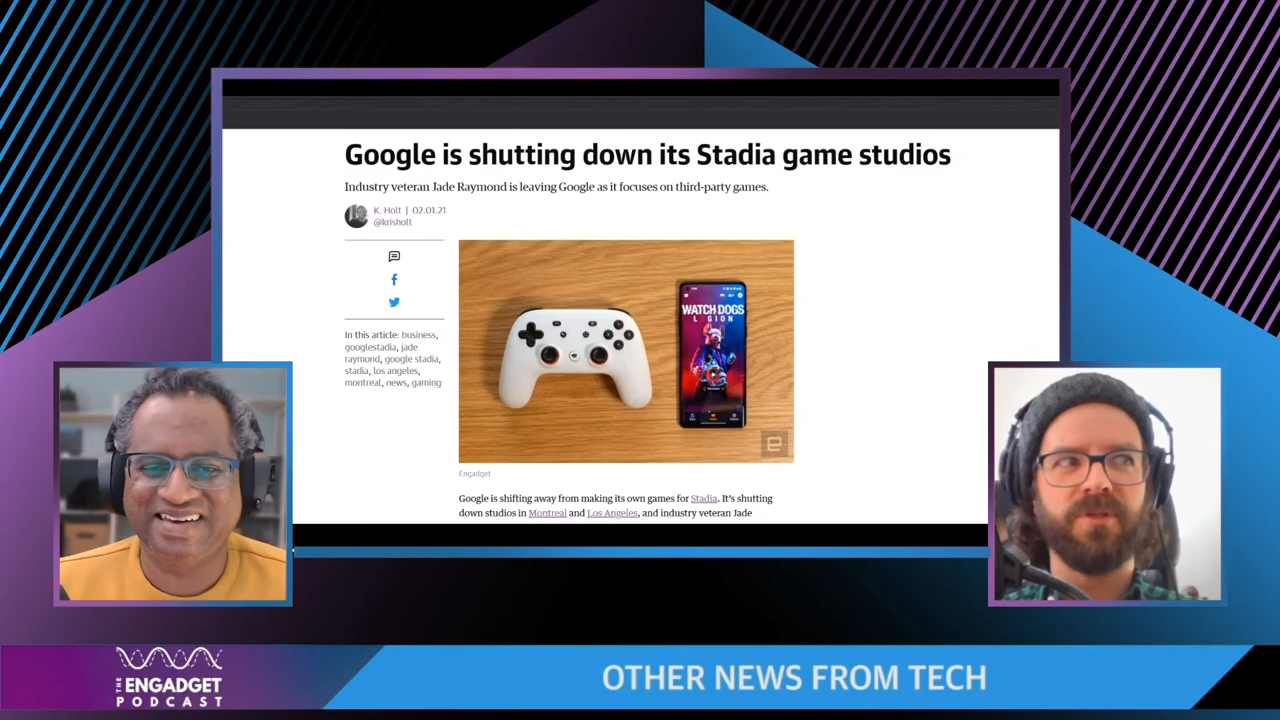 Google is shutting down its Stadia game studios
Industry veteran Jade Raymond is leaving Google as it focuses on third-party games.
K. Holt | 02.01.21
@krisholt
In this article: business,
googlestadia, jade
raymond, google stadia,
stadia, los angeles,
montreal, news, gaming
WATCH DOGS
LEGION
e
Engadget
Google is shifting away from making its own games for Stadia. It's shutting
down studios in Montreal and Los Angeles, and industry veteran Jade
THE
ENGADGET
PODCAST
OTHER NEWS FROM TECH